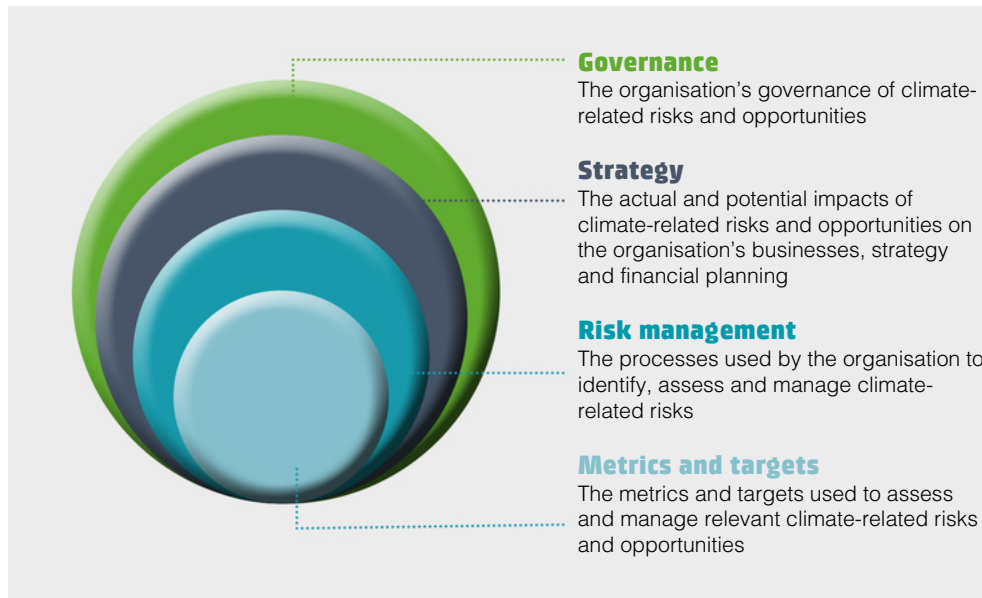 Governance
The organisation’s governance of climate-
related risks and opportunities
Strategy
The actual and potential impacts of
climate-related risks and opportunities on
the organisation’s businesses, strategy
and financial planning
Risk management
The processes used by the organisation to
identify, assess and manage climate-
related risks
Metrics and targets
The metrics and targets used to assess
and manage relevant climate-related risks
and opportunities